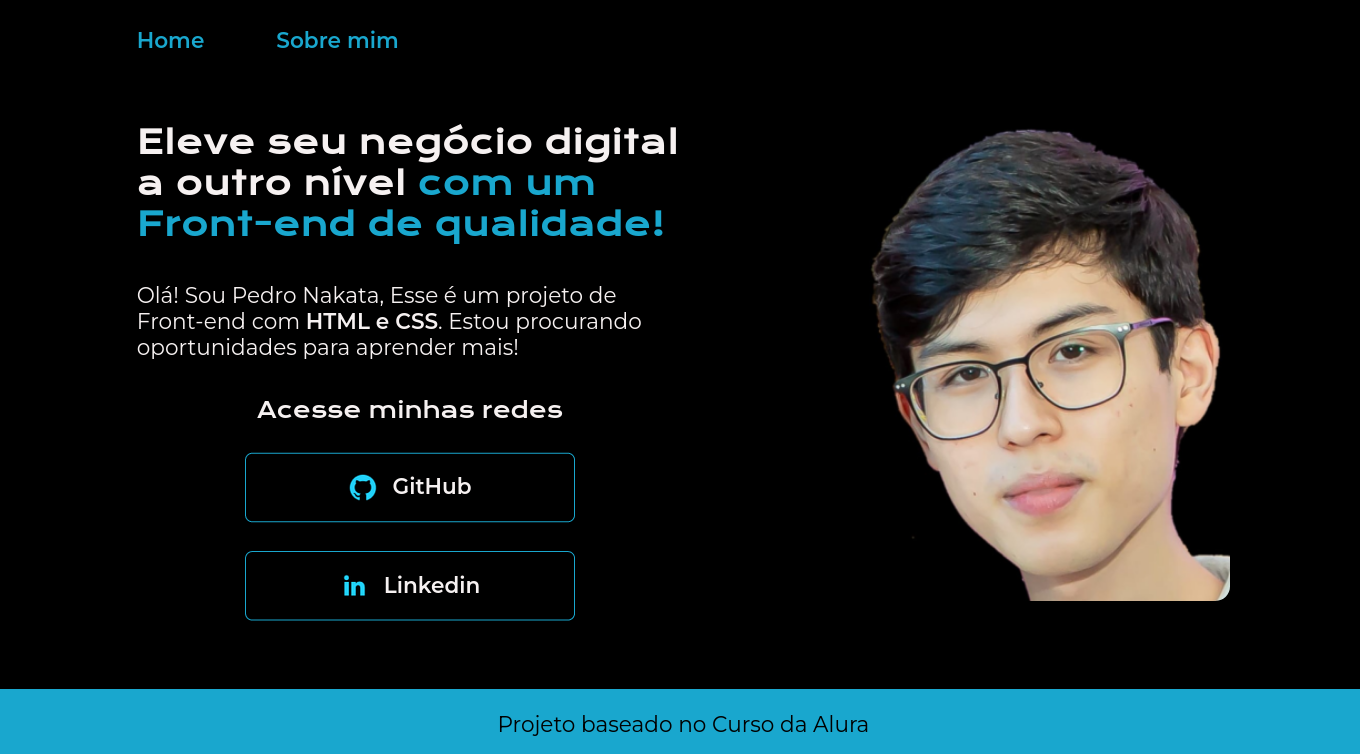 Home
Sobre mim
Eleve seu negócio digital
a outro nível com um
Front-end de qualidade!
Olá! Sou Pedro Nakata, Esse é um projeto de
Front-end com HTML e CSS. Estou procurando
oportunidades para aprender mais!
Acesse minhas redes
GitHub
in Linkedin
Projeto baseado no Curso da Alura